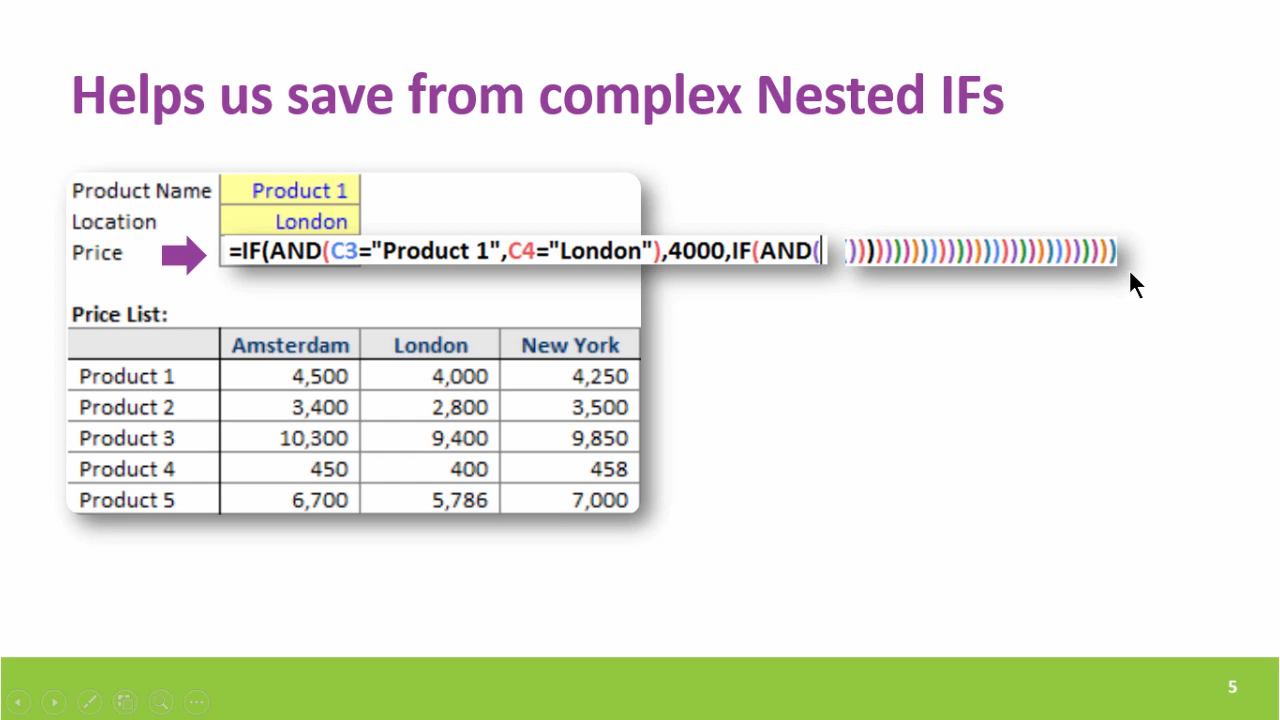 Helps us save from complex Nested IFs
Product Name Product 1
Location London
Price =IF(AND(C3="Product 1",C4="London"),4000,IF(AND(
Price List:
Amsterdam London New York
Product 1 4,500 4,000 4,250
Product 2 3,400 2,800 3,500
Product 3 10,300 9,400 9,850
Product 4 450 400 458
Product 5 6,700 5,786 7,000
5